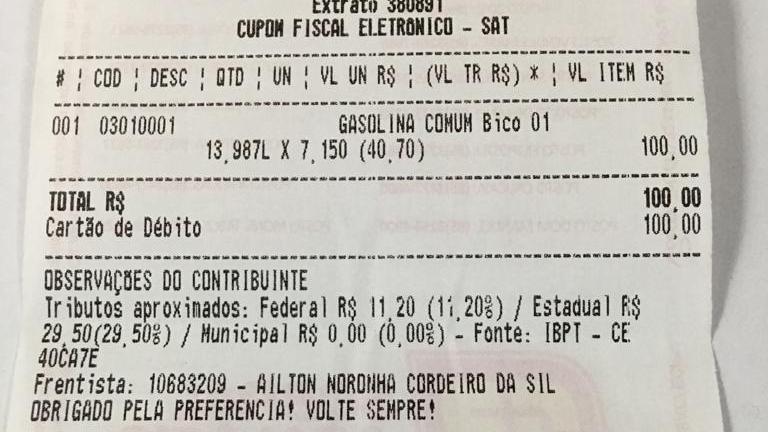 Extrato 380891
CUPOM FISCAL ELETRONICO - SAT
# ¦ COD ¦ DESC ¦ QTD ¦ UN ¦ VL UN R$ ¦ (VL TR R$) * ¦ VL ITEM R$
001 03010001 GASOLINA COMUM Bico 01
13,987L X 7,150 (40,70) 100,00
TOTAL R$ 100,00
Cartão de Débito 100,00
OBSERVAÇÕES DO CONTRIBUINTE
Tributos aproximados: Federal R$ 11,20 (11,20%) / Estadual R$
29,50(29,50%) / Municipal R$ 0,00 (0,00%) - Fonte: IBPT - CE
40CA7E
Frentista: 10683209 - AILTON NORONHA CORDEIRO DA SIL
OBRIGADO PELA PREFERENCIA! VOLTE SEMPRE!